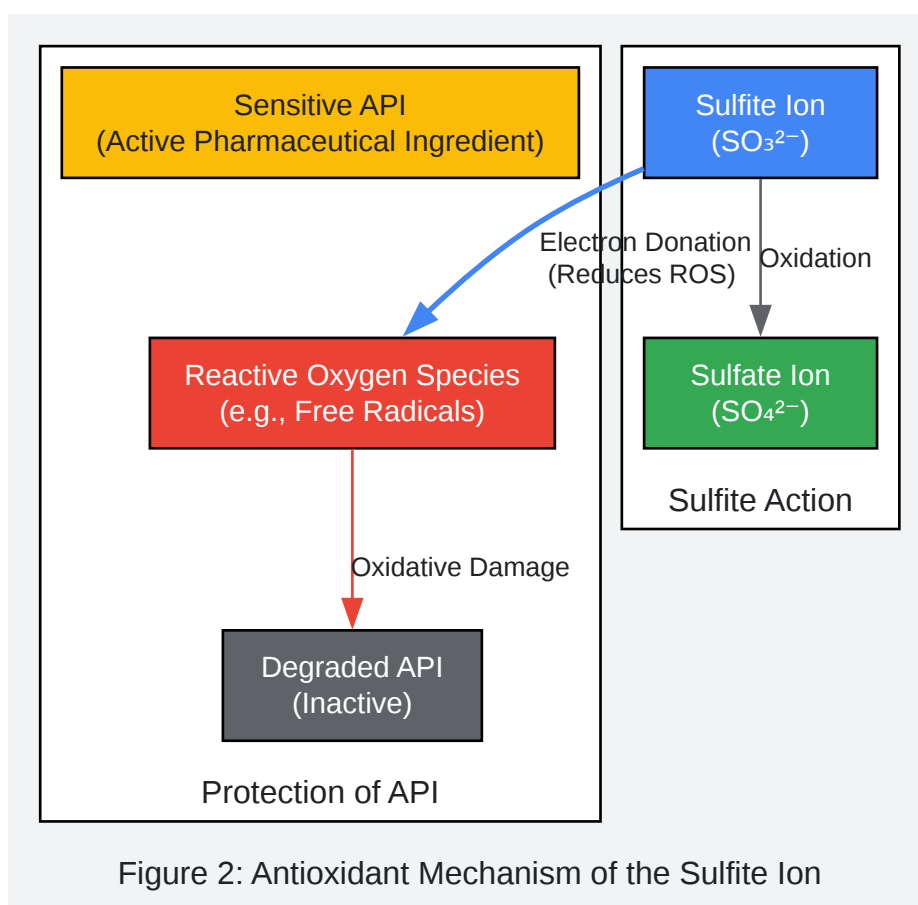 Sensitive API
(Active Pharmaceutical Ingredient)
Sulfite Ion
(SO₃²⁻)
Electron Donation
(Reduces ROS)
Oxidation
Reactive Oxygen Species
(e.g., Free Radicals)
Sulfate Ion
(SO₄²⁻)
Sulfite Action
Oxidative Damage
Degraded API
(Inactive)
Protection of API
Figure 2: Antioxidant Mechanism of the Sulfite Ion